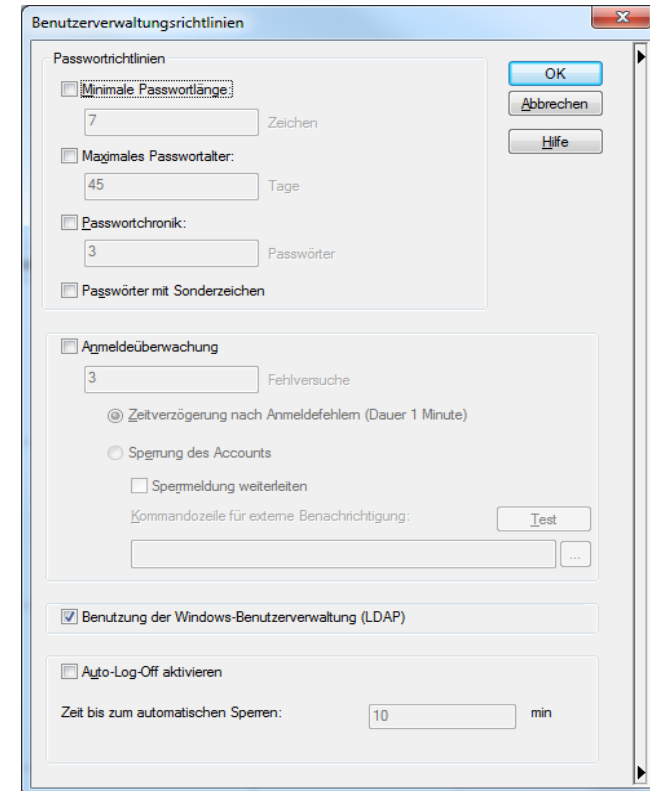 Benutzerverwaltungsrichtlinien
Passwortrichtlinien
OK
Minimale Passwortlänge:
Abbrechen
7 Zeichen
Hilfe
Maximales Passwortalter:
45 Tage
Passwortchronik:
3 Passwörter
Passwörter mit Sonderzeichen
Anmeldeüberwachung
3 Fehlversuche
Zeitverzögerung nach Anmeldefehlern (Dauer 1 Minute)
Sperrung des Accounts
Sperrmeldung weiterleiten
Kommandozeile für externe Benachrichtigung:
Test
...
Benutzung der Windows-Benutzerverwaltung (LDAP)
Auto-Log-Off aktivieren
Zeit bis zum automatischen Sperren: 10 min